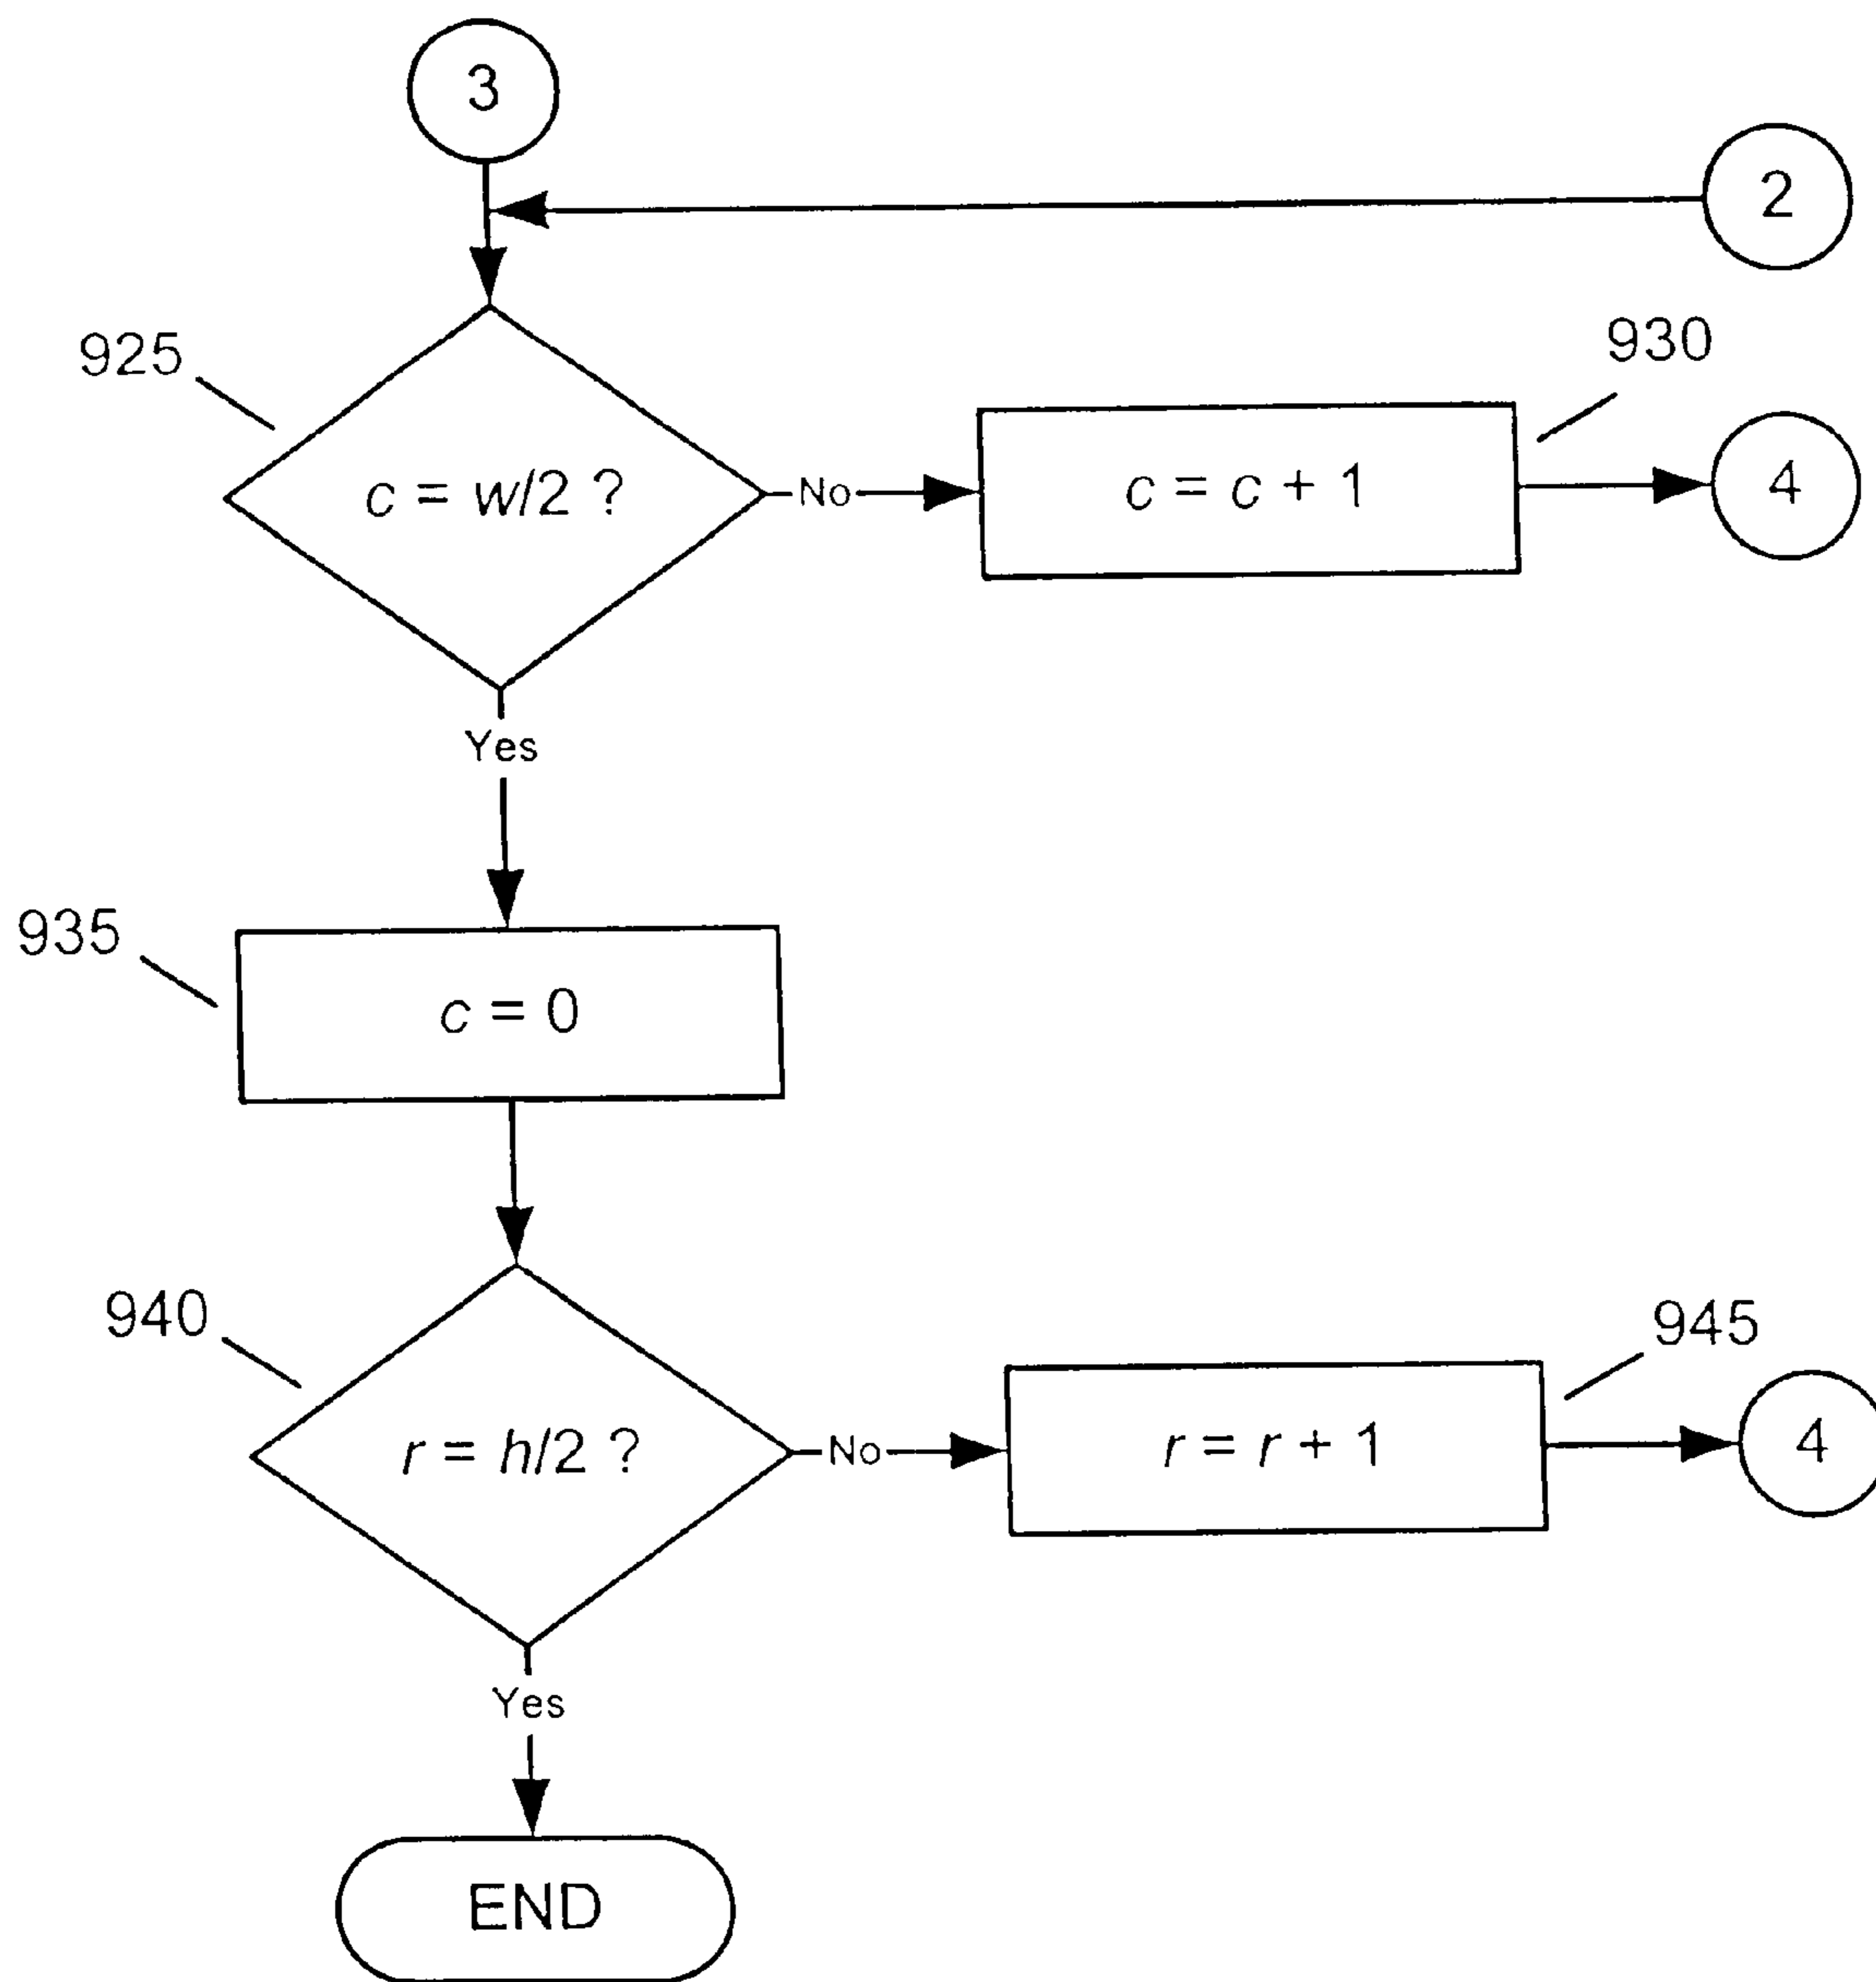 3
2
925
930
c = w/2 ?
No
c = c + 1
4
Yes
935
c = 0
940
945
r = h/2 ?
No
r = r + 1
4
Yes
END